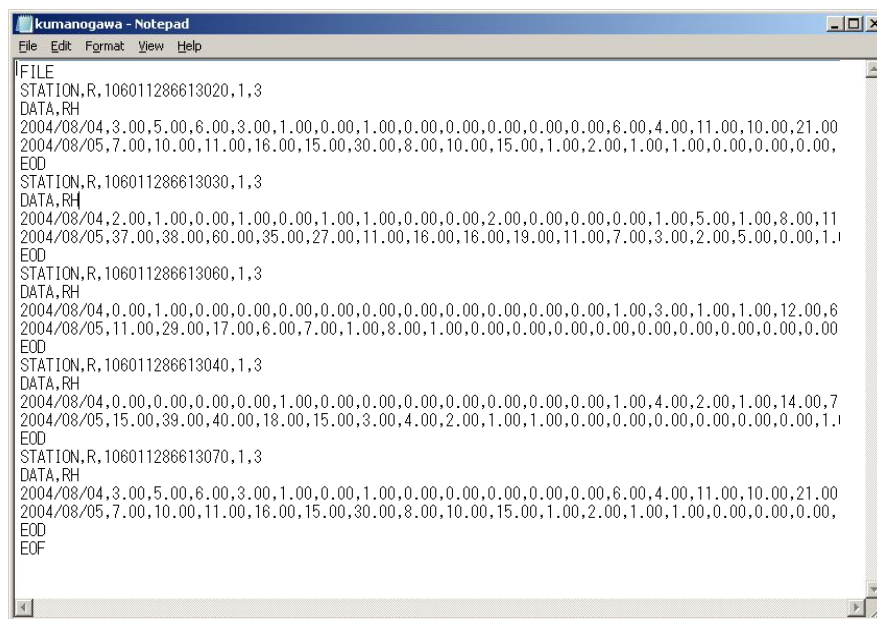 kumanogawa - Notepad
File Edit Format View Help
FILE
STATION,R,106011286613020,1,3
DATA,RH
2004/08/04,3.00,5.00,6.00,3.00,1.00,0.00,1.00,0.00,0.00,0.00,0.00,0.00,6.00,4.00,11.00,10.00,21.00
2004/08/05,7.00,10.00,11.00,16.00,15.00,30.00,8.00,10.00,15.00,1.00,2.00,1.00,1.00,0.00,0.00,0.00,
EOD
STATION,R,106011286613030,1,3
DATA,RH
2004/08/04,2.00,1.00,0.00,1.00,0.00,1.00,1.00,0.00,0.00,2.00,0.00,0.00,0.00,1.00,5.00,1.00,8.00,11
2004/08/05,37.00,38.00,60.00,35.00,27.00,11.00,16.00,16.00,19.00,11.00,7.00,3.00,2.00,5.00,0.00,1.
EOD
STATION,R,106011286613060,1,3
DATA,RH
2004/08/04,0.00,1.00,0.00,0.00,0.00,0.00,0.00,0.00,0.00,0.00,0.00,0.00,1.00,3.00,1.00,1.00,12.00,6
2004/08/05,11.00,29.00,17.00,6.00,7.00,1.00,8.00,1.00,0.00,0.00,0.00,0.00,0.00,0.00,0.00,0.00,0.00
EOD
STATION,R,106011286613040,1,3
DATA,RH
2004/08/04,0.00,0.00,0.00,0.00,1.00,0.00,0.00,0.00,0.00,0.00,0.00,0.00,1.00,4.00,2.00,1.00,14.00,7
2004/08/05,15.00,39.00,40.00,18.00,15.00,3.00,4.00,2.00,1.00,1.00,0.00,0.00,0.00,0.00,0.00,0.00,1.
EOD
STATION,R,106011286613070,1,3
DATA,RH
2004/08/04,3.00,5.00,6.00,3.00,1.00,0.00,1.00,0.00,0.00,0.00,0.00,0.00,6.00,4.00,11.00,10.00,21.00
2004/08/05,7.00,10.00,11.00,16.00,15.00,30.00,8.00,10.00,15.00,1.00,2.00,1.00,1.00,0.00,0.00,0.00,
EOD
EOF